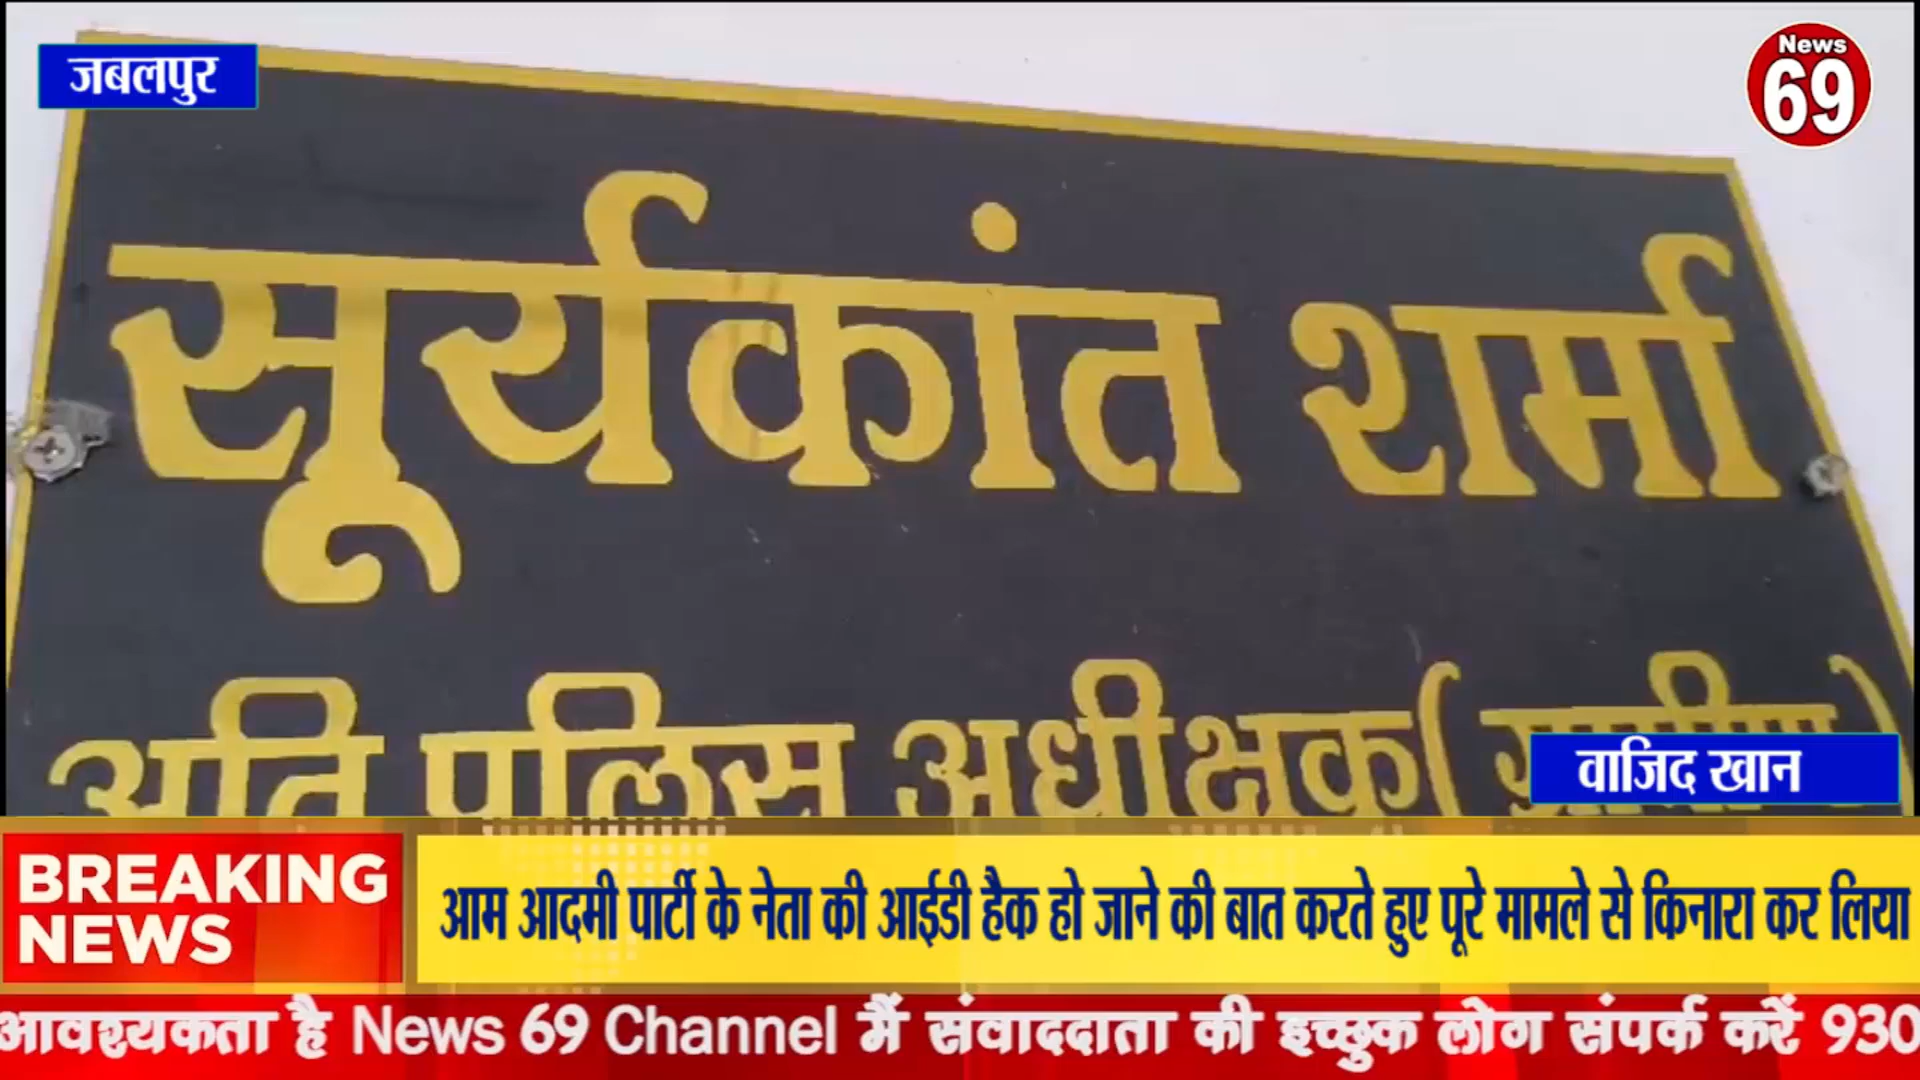 जबलपुर
News
69
सूर्यकांत शर्मा
अति पुलिस अधीक्षक (ग्रामीण)
वाजिद खान
BREAKING
NEWS
आम आदमी पार्टी के नेता की आईडी हैक हो जाने की बात करते हुए पूरे मामले से किनारा कर लिया
आवश्यकता है News 69 Channel में संवाददाता की इच्छुक लोग संपर्क करें 930